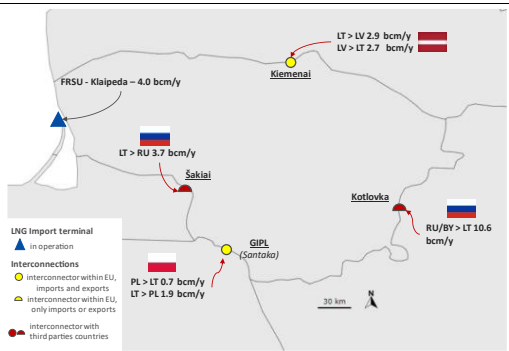 LT > LV 2.9 bcm/y
LV > LT 2.7 bcm/y
Kiemenai
FRSU - Klaipeda – 4.0 bcm/y
LT > RU 3.7 bcm/y
Šakiai
Kotlovka
RU/BY > LT 10.6
bcm/y
GIPL
(Santaka)
PL > LT 0.7 bcm/y
LT > PL 1.9 bcm/y
30 km
N
LNG Import terminal
in operation
Interconnections
interconnector within EU,
imports and exports
interconnector within EU,
only imports or exports
interconnector with
third parties countries